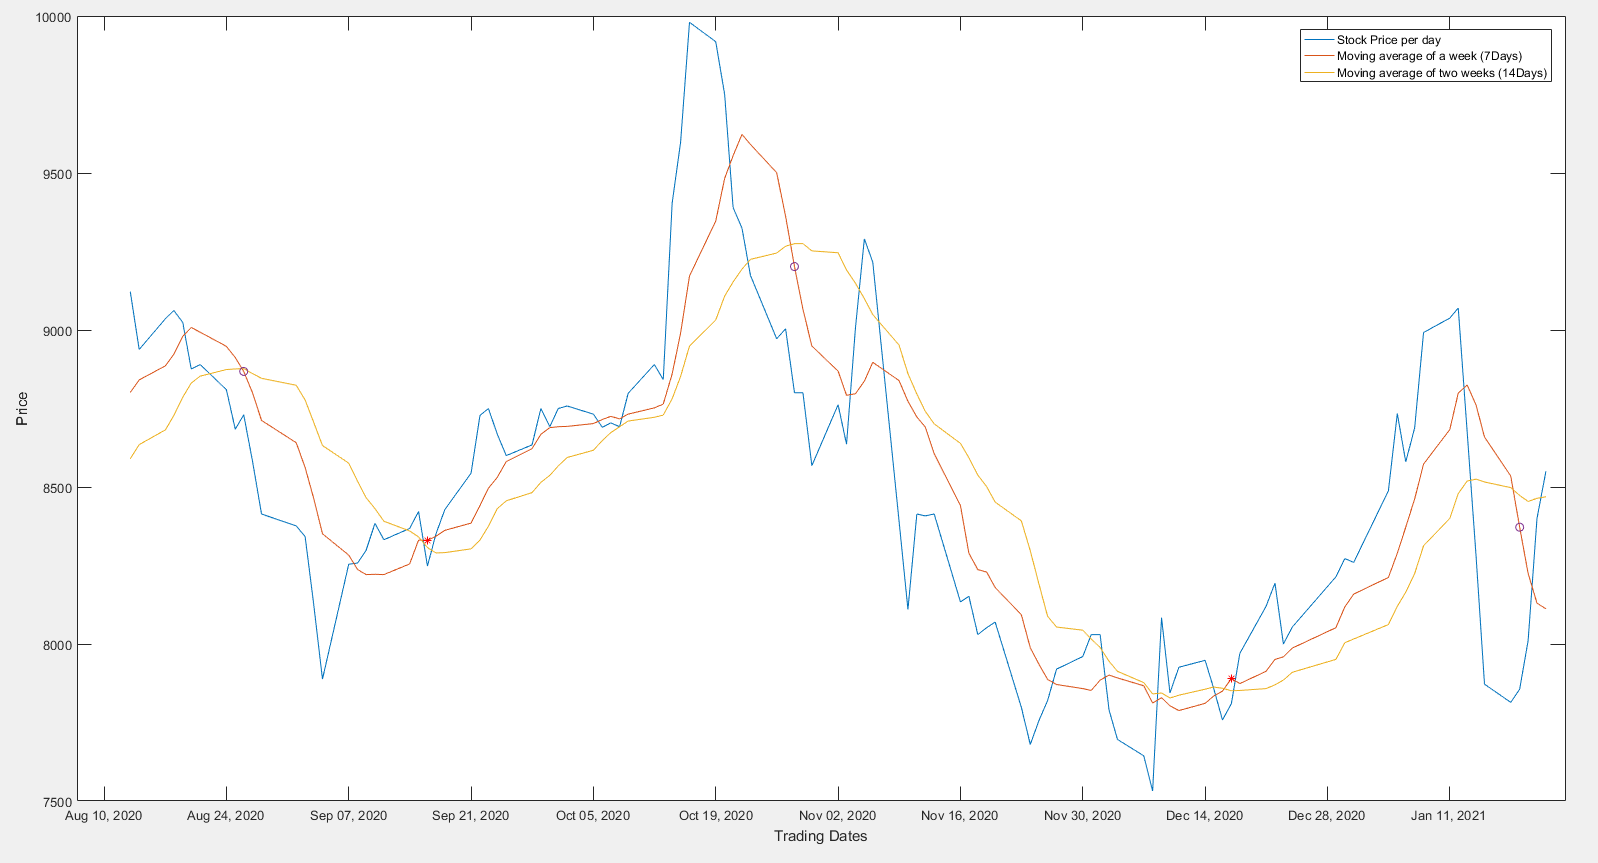 10000
9500
9000
8500
8000
7500
Price
Stock Price per day
Moving average of a week (7Days)
Moving average of two weeks (14Days)
Aug 10, 2020 Aug 24, 2020 Sep 07, 2020 Sep 21, 2020 Oct 05, 2020 Oct 19, 2020 Nov 02, 2020 Nov 16, 2020 Nov 30, 2020 Dec 14, 2020 Dec 28, 2020 Jan 11, 2021
Trading Dates